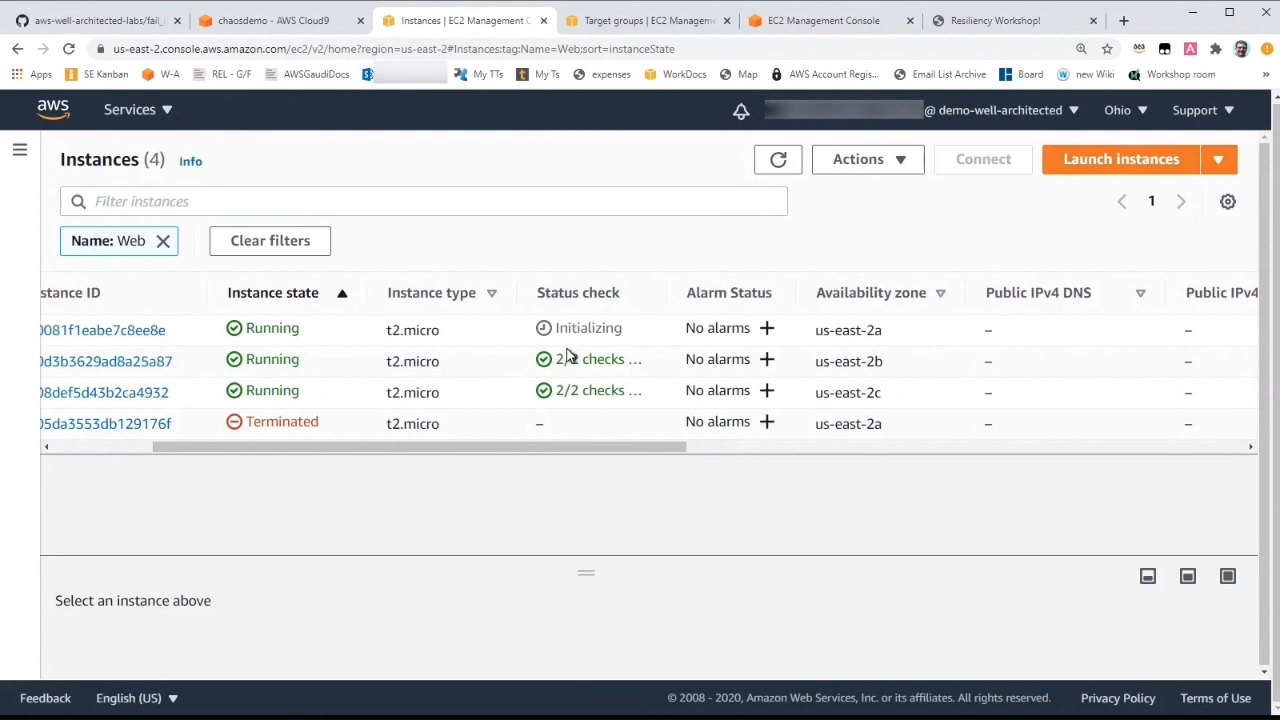 aws-well-architected-labs/fail_i
chaosdemo - AWS Cloud9
Instances | EC2 Management C
Target groups | EC2 Manageme
EC2 Management Console
Resiliency Workshop!
us-east-2.console.aws.amazon.com/ec2/v2/home?region=us-east-2#Instances:tag:Name=Web;sort=instanceState
Apps SE Kanban W-A REL - G/F AWSGaudiDocs My TTs My Ts expenses WorkDocs Map AWS Account Regis... Email List Archive Board new Wiki Workshop room »
aws Services @ demo-well-architected Ohio Support
Instances (4) Info Actions Connect Launch instances
Filter instances 1
Name: Web Clear filters
stance ID Instance state Instance type Status check Alarm Status Availability zone Public IPv4 DNS Public IPv4
0081f1eabe7c8ee8e Running t2.micro Initializing No alarms + us-east-2a – –
0d3b3629ad8a25a87 Running t2.micro 2/2 checks ... No alarms + us-east-2b – –
08def5d43b2ca4932 Running t2.micro 2/2 checks ... No alarms + us-east-2c – –
05da3553db129176f Terminated t2.micro – No alarms + us-east-2a – –
Select an instance above
Feedback English (US) © 2008 - 2020, Amazon Web Services, Inc. or its affiliates. All rights reserved. Privacy Policy Terms of Use